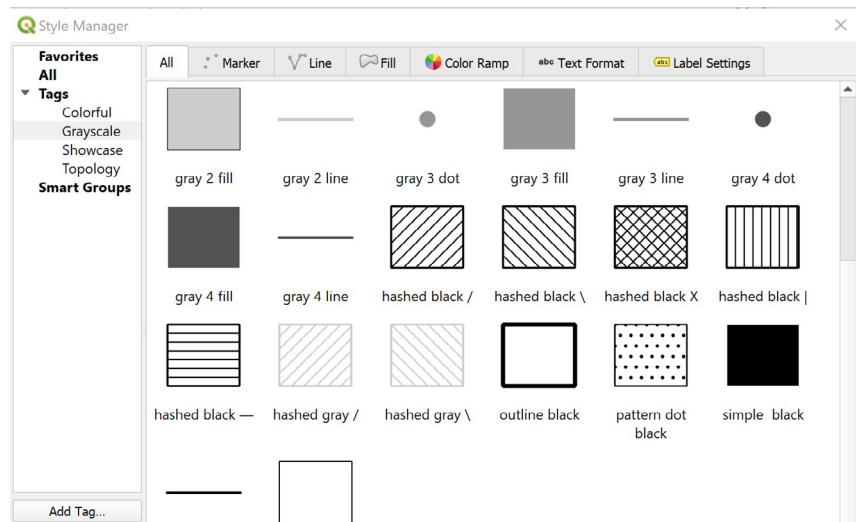 Style Manager
Favorites
All
Tags
Colorful
Grayscale
Showcase
Topology
Smart Groups
Add Tag...
All
Marker
Line
Fill
Color Ramp
abc Text Format
abc Label Settings
gray 2 fill
gray 2 line
gray 3 dot
gray 3 fill
gray 3 line
gray 4 dot
gray 4 fill
gray 4 line
hashed black /
hashed black \
hashed black X
hashed black |
hashed black —
hashed gray /
hashed gray \
outline black
pattern dot
black
simple black